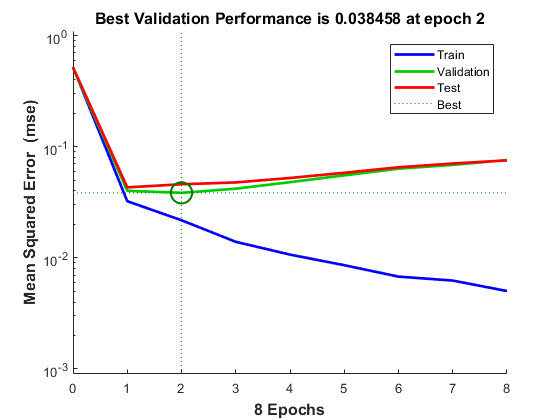 Best Validation Performance is 0.038458 at epoch 2
Mean Squared Error (mse)
10^0
10^-1
10^-2
10^-3
Train
Validation
Test
Best
0 1 2 3 4 5 6 7 8
8 Epochs